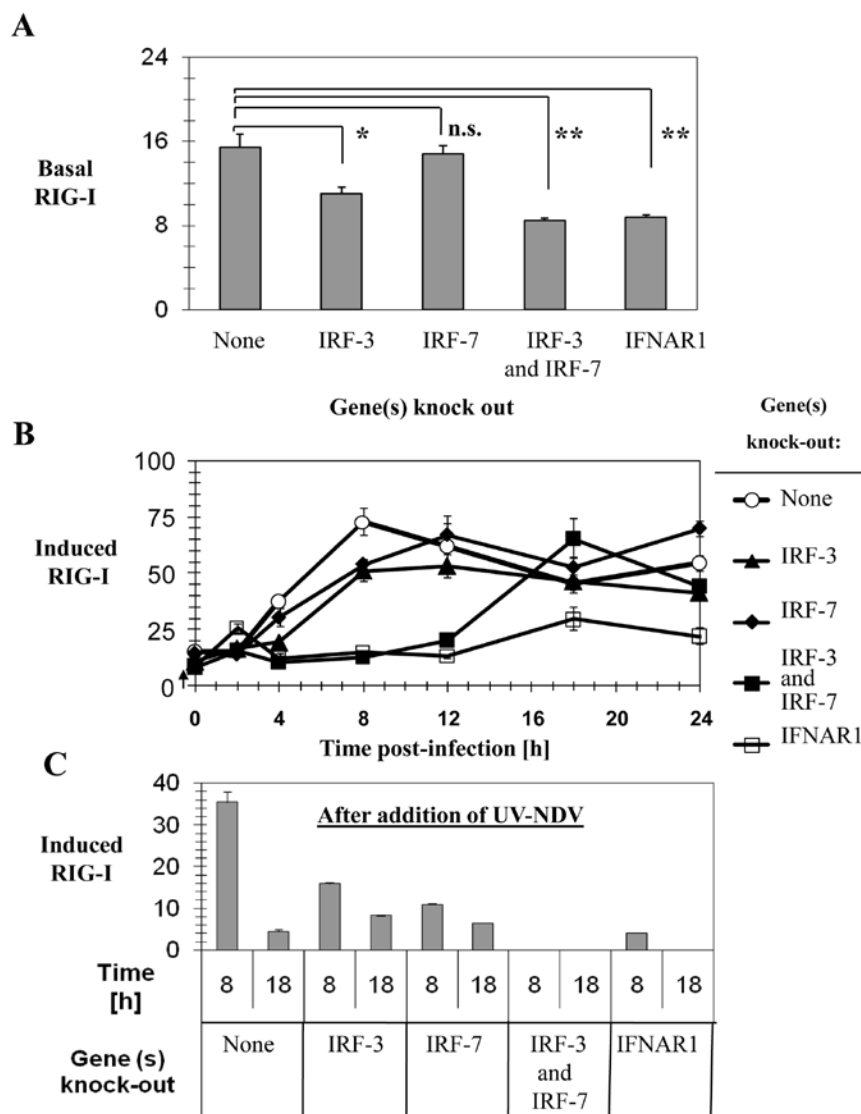 A
24
16
8
0
Basal
RIG-I
*
n.s.
**
**
None
IRF-3
IRF-7
IRF-3
and IRF-7
IFNAR1
Gene(s) knock out
B
100
75
50
25
0
Induced
RIG-I
0
4
8
12
16
20
24
Time post-infection [h]
Gene(s)
knock-out:
None
IRF-3
IRF-7
IRF-3
and
IRF-7
IFNAR1
C
40
30
20
10
0
Induced
RIG-I
After addition of UV-NDV
Time
[h]
8 18 8 18 8 18 8 18 8 18
Gene (s)
knock-out
None
IRF-3
IRF-7
IRF-3
and
IRF-7
IFNAR1